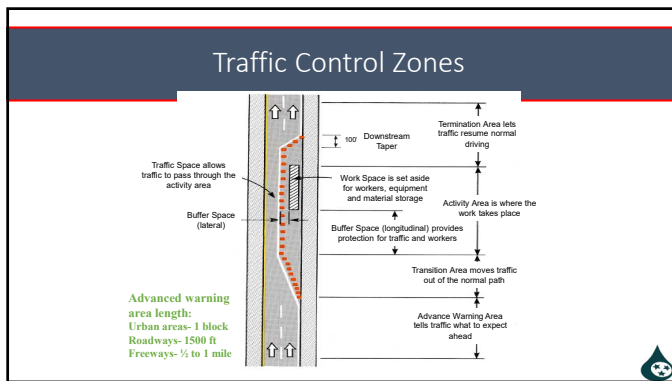 Traffic Control Zones
Termination Area lets
traffic resume normal
driving
100'
Downstream
Taper
Traffic Space allows
traffic to pass through the
activity area
Work Space is set aside
for workers, equipment
and material storage
Activity Area is where the
work takes place
Buffer Space
(lateral)
Buffer Space (longitudinal) provides
protection for traffic and workers
Transition Area moves traffic
out of the normal path
Advanced warning
area length:
Urban areas- 1 block
Roadways- 1500 ft
Freeways- ½ to 1 mile
Advance Warning Area
tells traffic what to expect
ahead